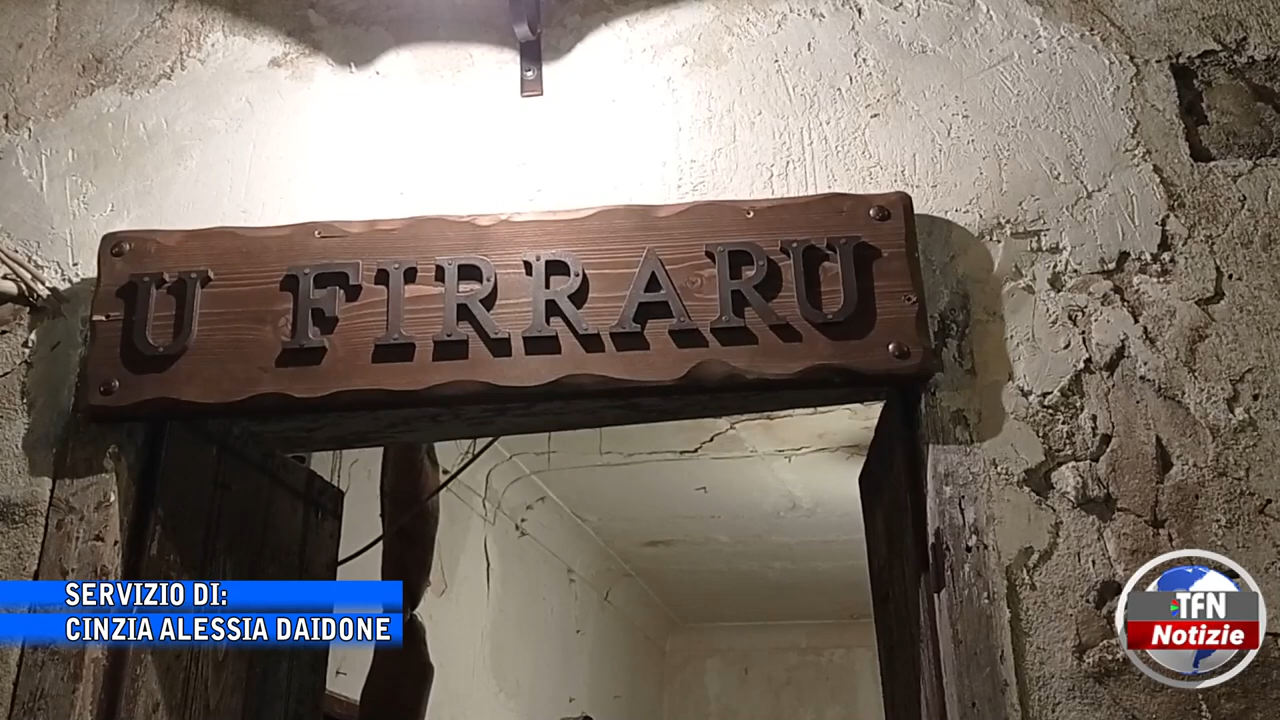 U FIRRARU
SERVIZIO DI:
CINZIA ALESSIA DAIDONE
TFN
Notizie